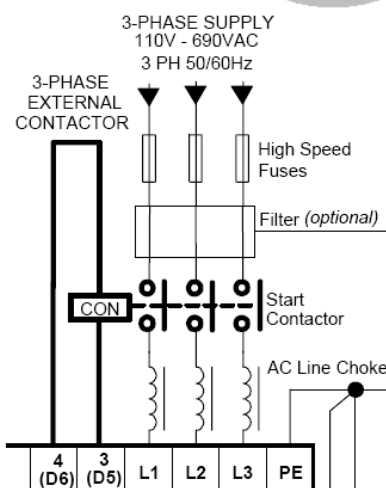 3-PHASE SUPPLY
110V - 690VAC
3 PH 50/60Hz
3-PHASE
EXTERNAL
CONTACTOR
High Speed
Fuses
Filter (optional)
CON
Start
Contactor
AC Line Choke
4
(D6)
3
(D5)
L1
L2
L3
PE